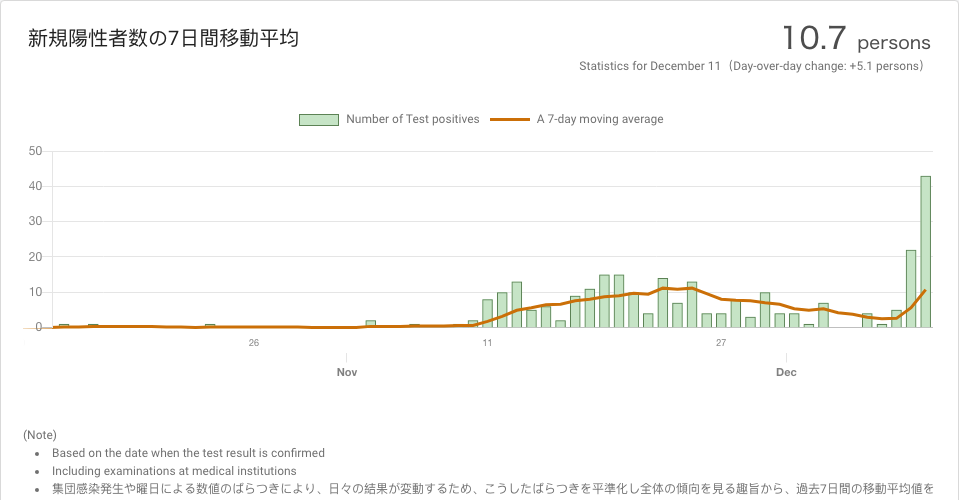 新規陽性者数の7日間移動平均
10.7 persons
Statistics for December 11 (Day-over-day change: +5.1 persons)
Number of Test positives
A 7-day moving average
50
40
30
20
10
0
26
11
27
Nov
Dec
(Note)
• Based on the date when the test result is confirmed
• Including examinations at medical institutions
• 集団感染発生や曜日による数値のばらつきにより、日々の結果が変動するため、こうしたばらつきを平準化し全体の傾向を見る趣旨から、過去7日間の移動平均値を